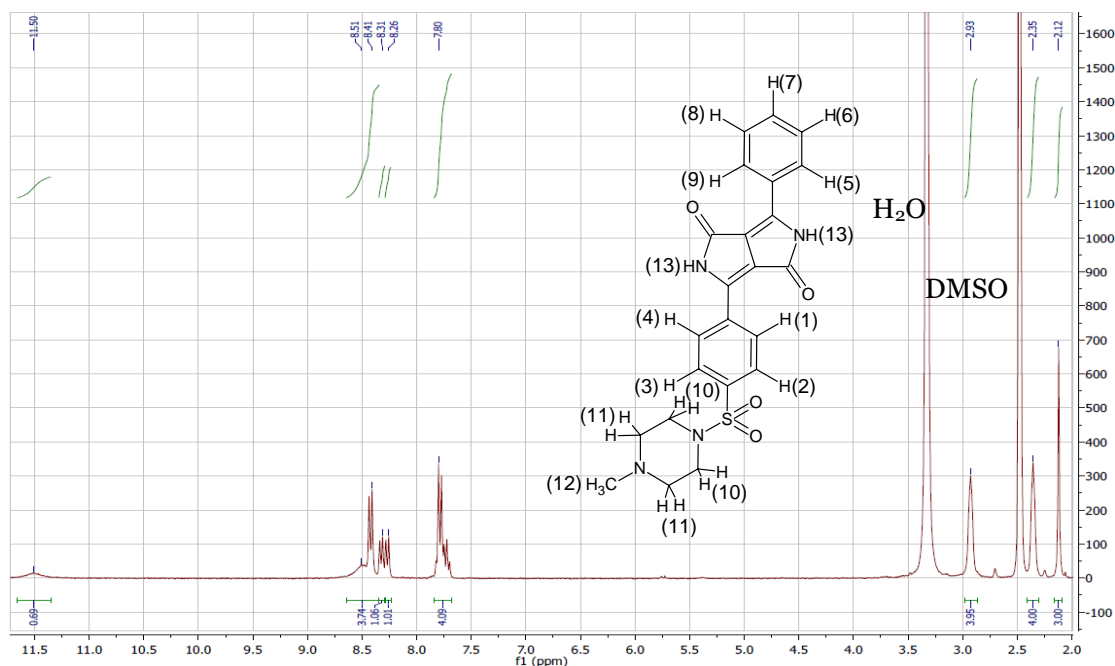 11.50
8.51
8.41
8.31
8.26
7.80
2.93
2.35
2.12
1600
1500
1400
1300
1200
1100
1000
900
800
700
600
500
400
300
200
100
0
-100
H(7)
(8) H
H(6)
(9) H
H(5)
O
NH(13)
(13) HN
O
(4) H
H (1)
(3) H
(10)
H (2)
H H
O
S
O
(11) H
H
N
H
H
N
(12) H₃C
(10)
H H
(11)
H₂O
DMSO
0.69
3.74
1.06
1.01
4.09
3.95
4.00
3.00
11.5
11.0
10.5
10.0
9.5
9.0
8.5
8.0
7.5
7.0
6.5
6.0
5.5
5.0
4.5
4.0
3.5
3.0
2.5
2.0
f1 (ppm)